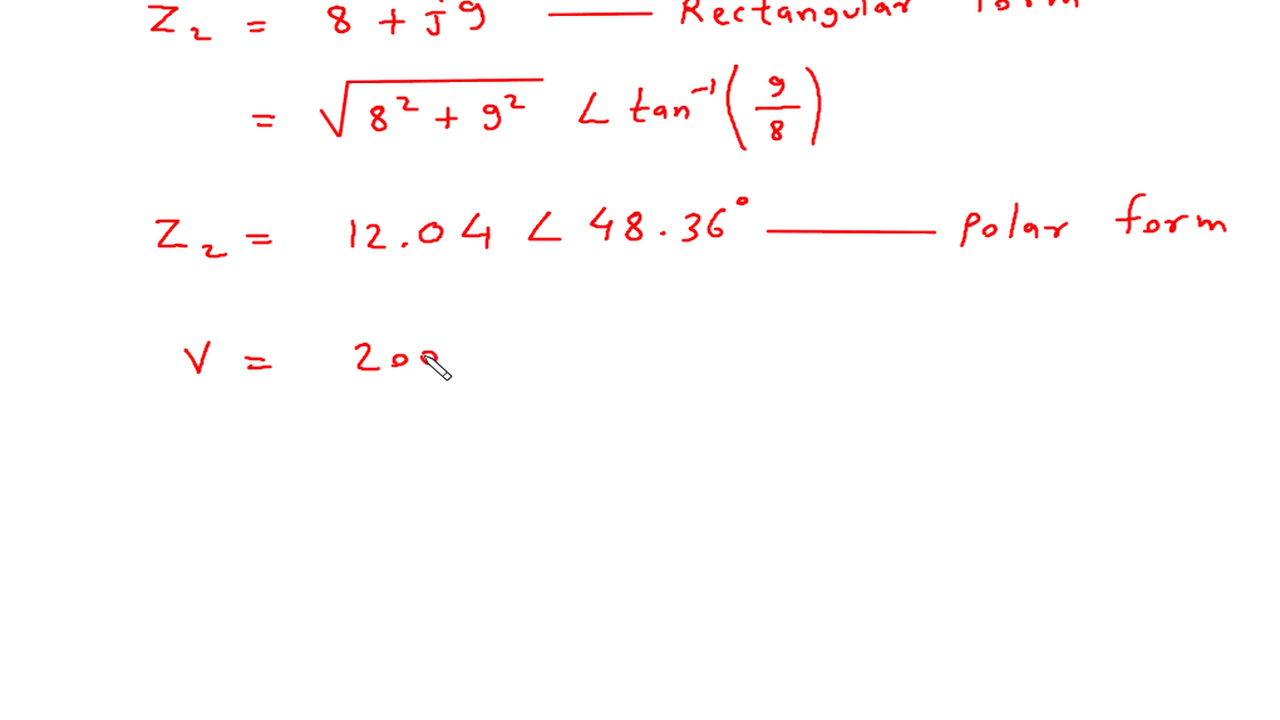 Z₂ = 8 + j9 —— Rectangular form
= √(8² + 9²) ∠ tan⁻¹(9/8)
Z₂ = 12.04 ∠ 48.36° —— polar form
V = 200